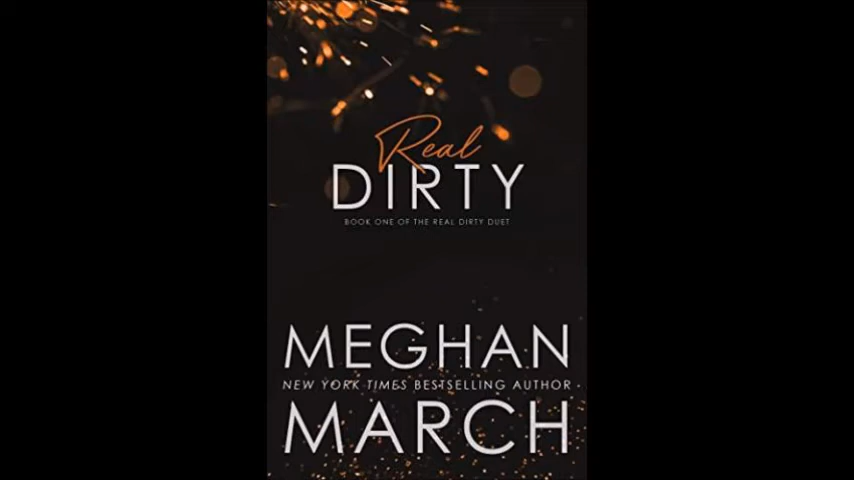 Real
DIRTY
BOOK ONE OF THE REAL DIRTY DUET
MEGHAN
NEW YORK TIMES BESTSELLING AUTHOR
MARCH